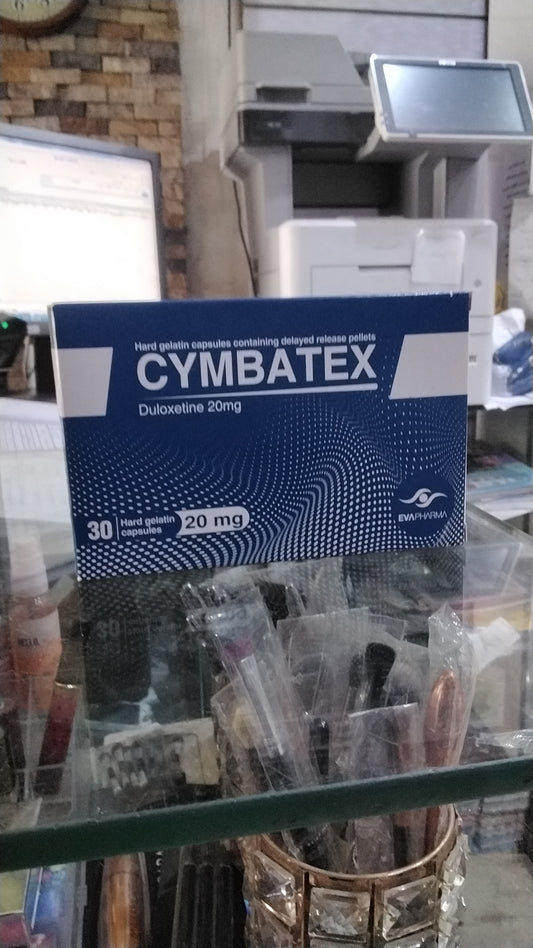 Hard gelatin capsules containing delayed release pellets
CYMBATEX
Duloxetine 20mg
30 Hard gelatin capsules 20 mg
EVAPHARMA